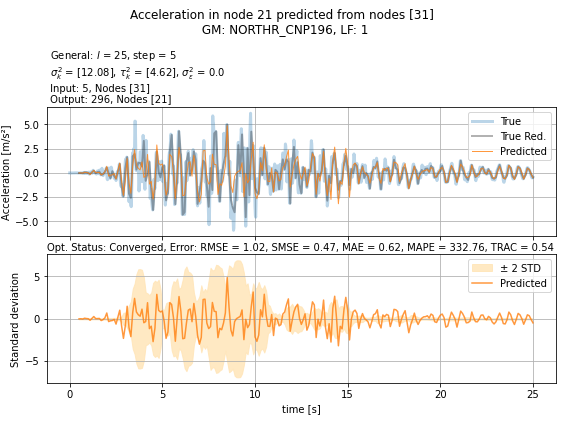 Acceleration in node 21 predicted from nodes [31]
GM: NORTHR_CNP196, LF: 1
General: l = 25, step = 5
σ²ₖ = [12.08], τ²ₖ = [4.62], σ²ε = 0.0
Input: 5, Nodes [31]
Output: 296, Nodes [21]
Acceleration [m/s²]
5.0
2.5
0.0
−2.5
−5.0
True
True Red.
Predicted
Opt. Status: Converged, Error: RMSE = 1.02, SMSE = 0.47, MAE = 0.62, MAPE = 332.76, TRAC = 0.54
Standard deviation
5
0
−5
± 2 STD
Predicted
0 5 10 15 20 25
time [s]